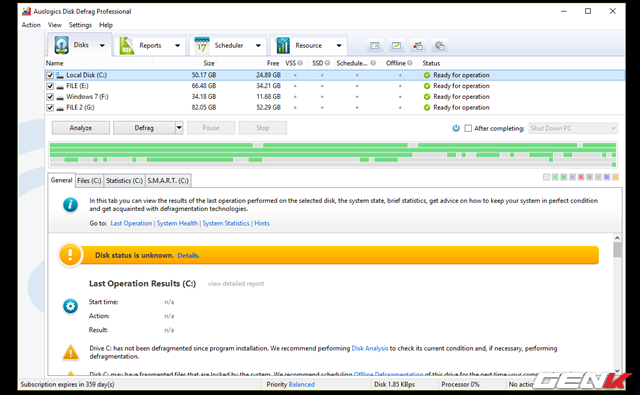 Auslogics Disk Defrag Professional
Action View Settings Help
Disks Reports Scheduler Resource
Name Size Free VSS SSD Schedule... Offline Status
Local Disk (C:) 50.17 GB 24.89 GB Ready for operation
FILE (E:) 66.48 GB 34.21 GB Ready for operation
Windows 7 (F:) 34.18 GB 11.68 GB Ready for operation
FILE 2 (G:) 82.05 GB 52.29 GB Ready for operation
Analyze Defrag Pause Stop After completing: Shut Down PC
General Files (C:) Statistics (C:) S.M.A.R.T. (C:)
In this tab you can view the results of the last operation performed on the selected disk, the system state, brief statistics, get advice on how to keep your system in perfect condition
and get acquainted with defragmentation technologies.
Go to: Last Operation | System Health | System Statistics | Hints
Disk status is unknown. Details.
Last Operation Results (C:) view detailed report
Start time: n/a
Action: n/a
Result: n/a
Drive C: has not been defragmented since program installation. We recommend performing Disk Analysis to check its current condition and, if necessary, performing
defragmentation.
Disk C: may have fragmented files that are locked by the system. We recommend scheduling Offline Defragmentation of this drive for the next time your
Subscription expires in 359 day(s) Priority Balanced Disk 1.85 KBps Processor 0% No
GENK